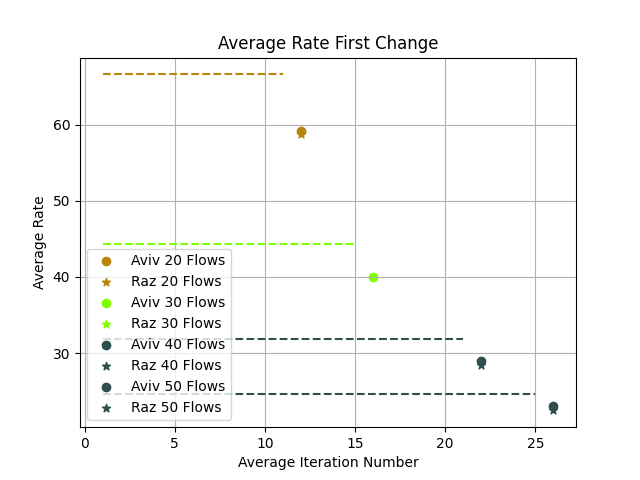 Average Rate First Change
60
50
40
30
Average Rate
Aviv 20 Flows
Raz 20 Flows
Aviv 30 Flows
Raz 30 Flows
Aviv 40 Flows
Raz 40 Flows
Aviv 50 Flows
Raz 50 Flows
0 5 10 15 20 25
Average Iteration Number